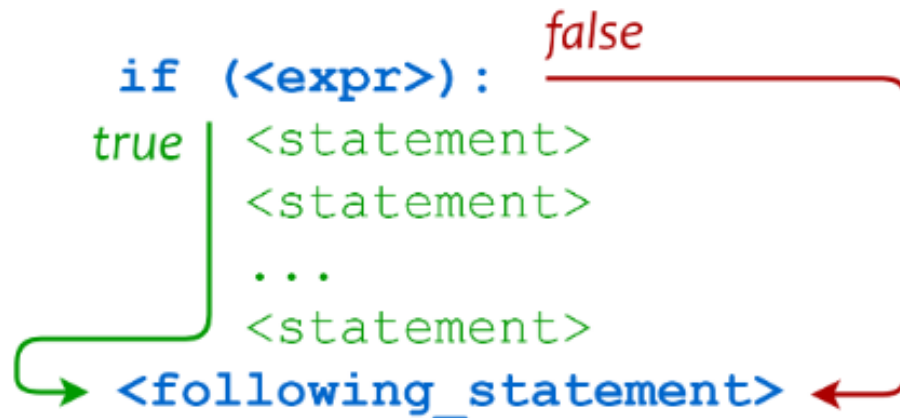 false
if (<expr>):
true <statement>
<statement>
...
<statement>
<following_statement>